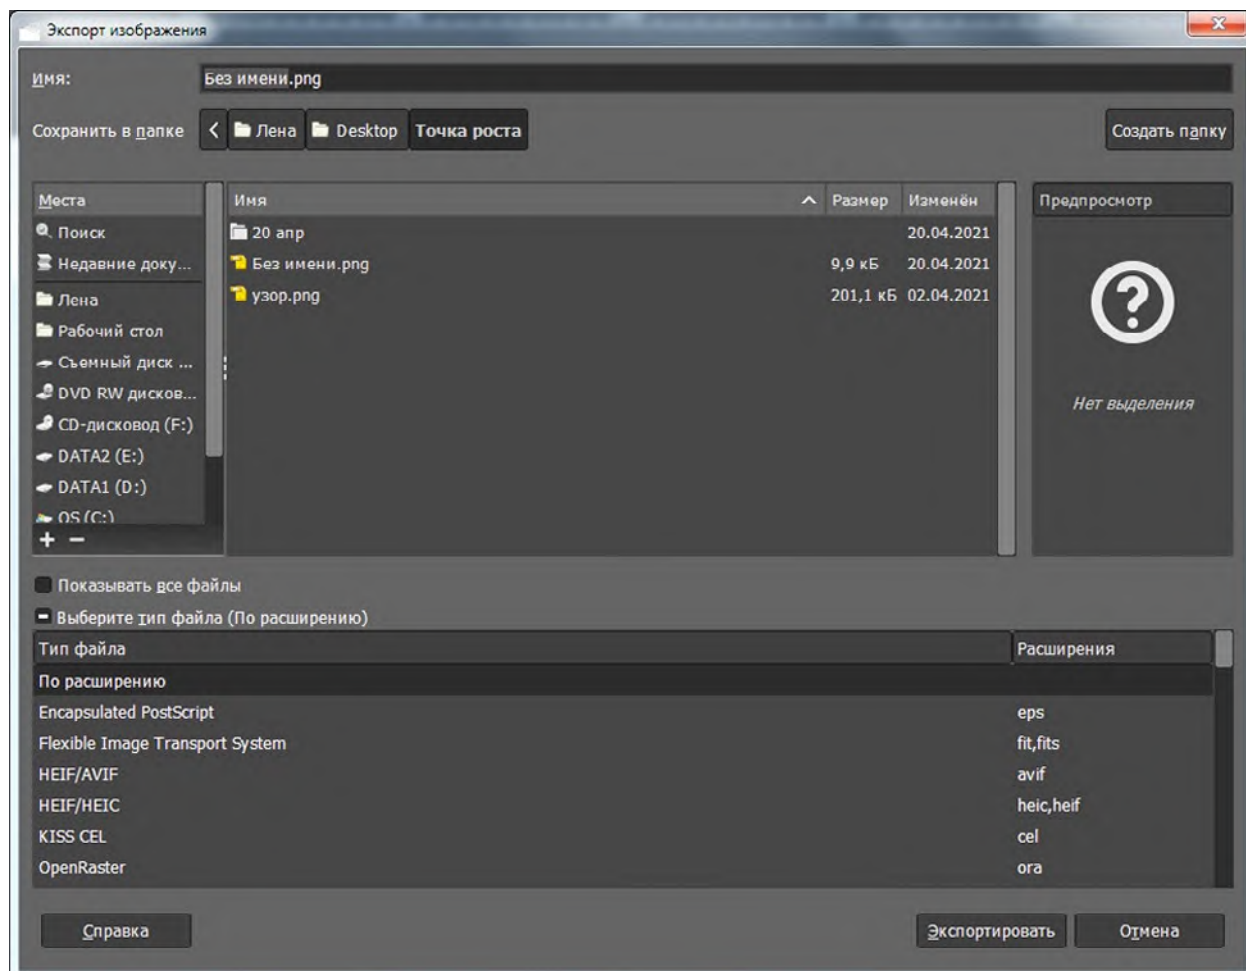 Экспорт изображения
Имя: Без имени.png
Сохранить в папке Лена Desktop Точка роста Создать папку
Места Имя Размер Изменён Предпросмотр
Поиск 20 апр 20.04.2021
Недавние доку... Без имени.png 9,9 кБ 20.04.2021
Лена узор.png 201,1 кБ 02.04.2021
Рабочий стол
Съемный диск ...
DVD RW дисков... Нет выделения
CD-дисковод (F:)
DATA2 (E:)
DATA1 (D:)
OS (C:)
Показывать все файлы
Выберите тип файла (По расширению)
Тип файла Расширения
По расширению
Encapsulated PostScript eps
Flexible Image Transport System fit,fits
HEIF/AVIF avif
HEIF/HEIC heic,heif
KISS CEL cel
OpenRaster ora
Справка Экспортировать Отмена